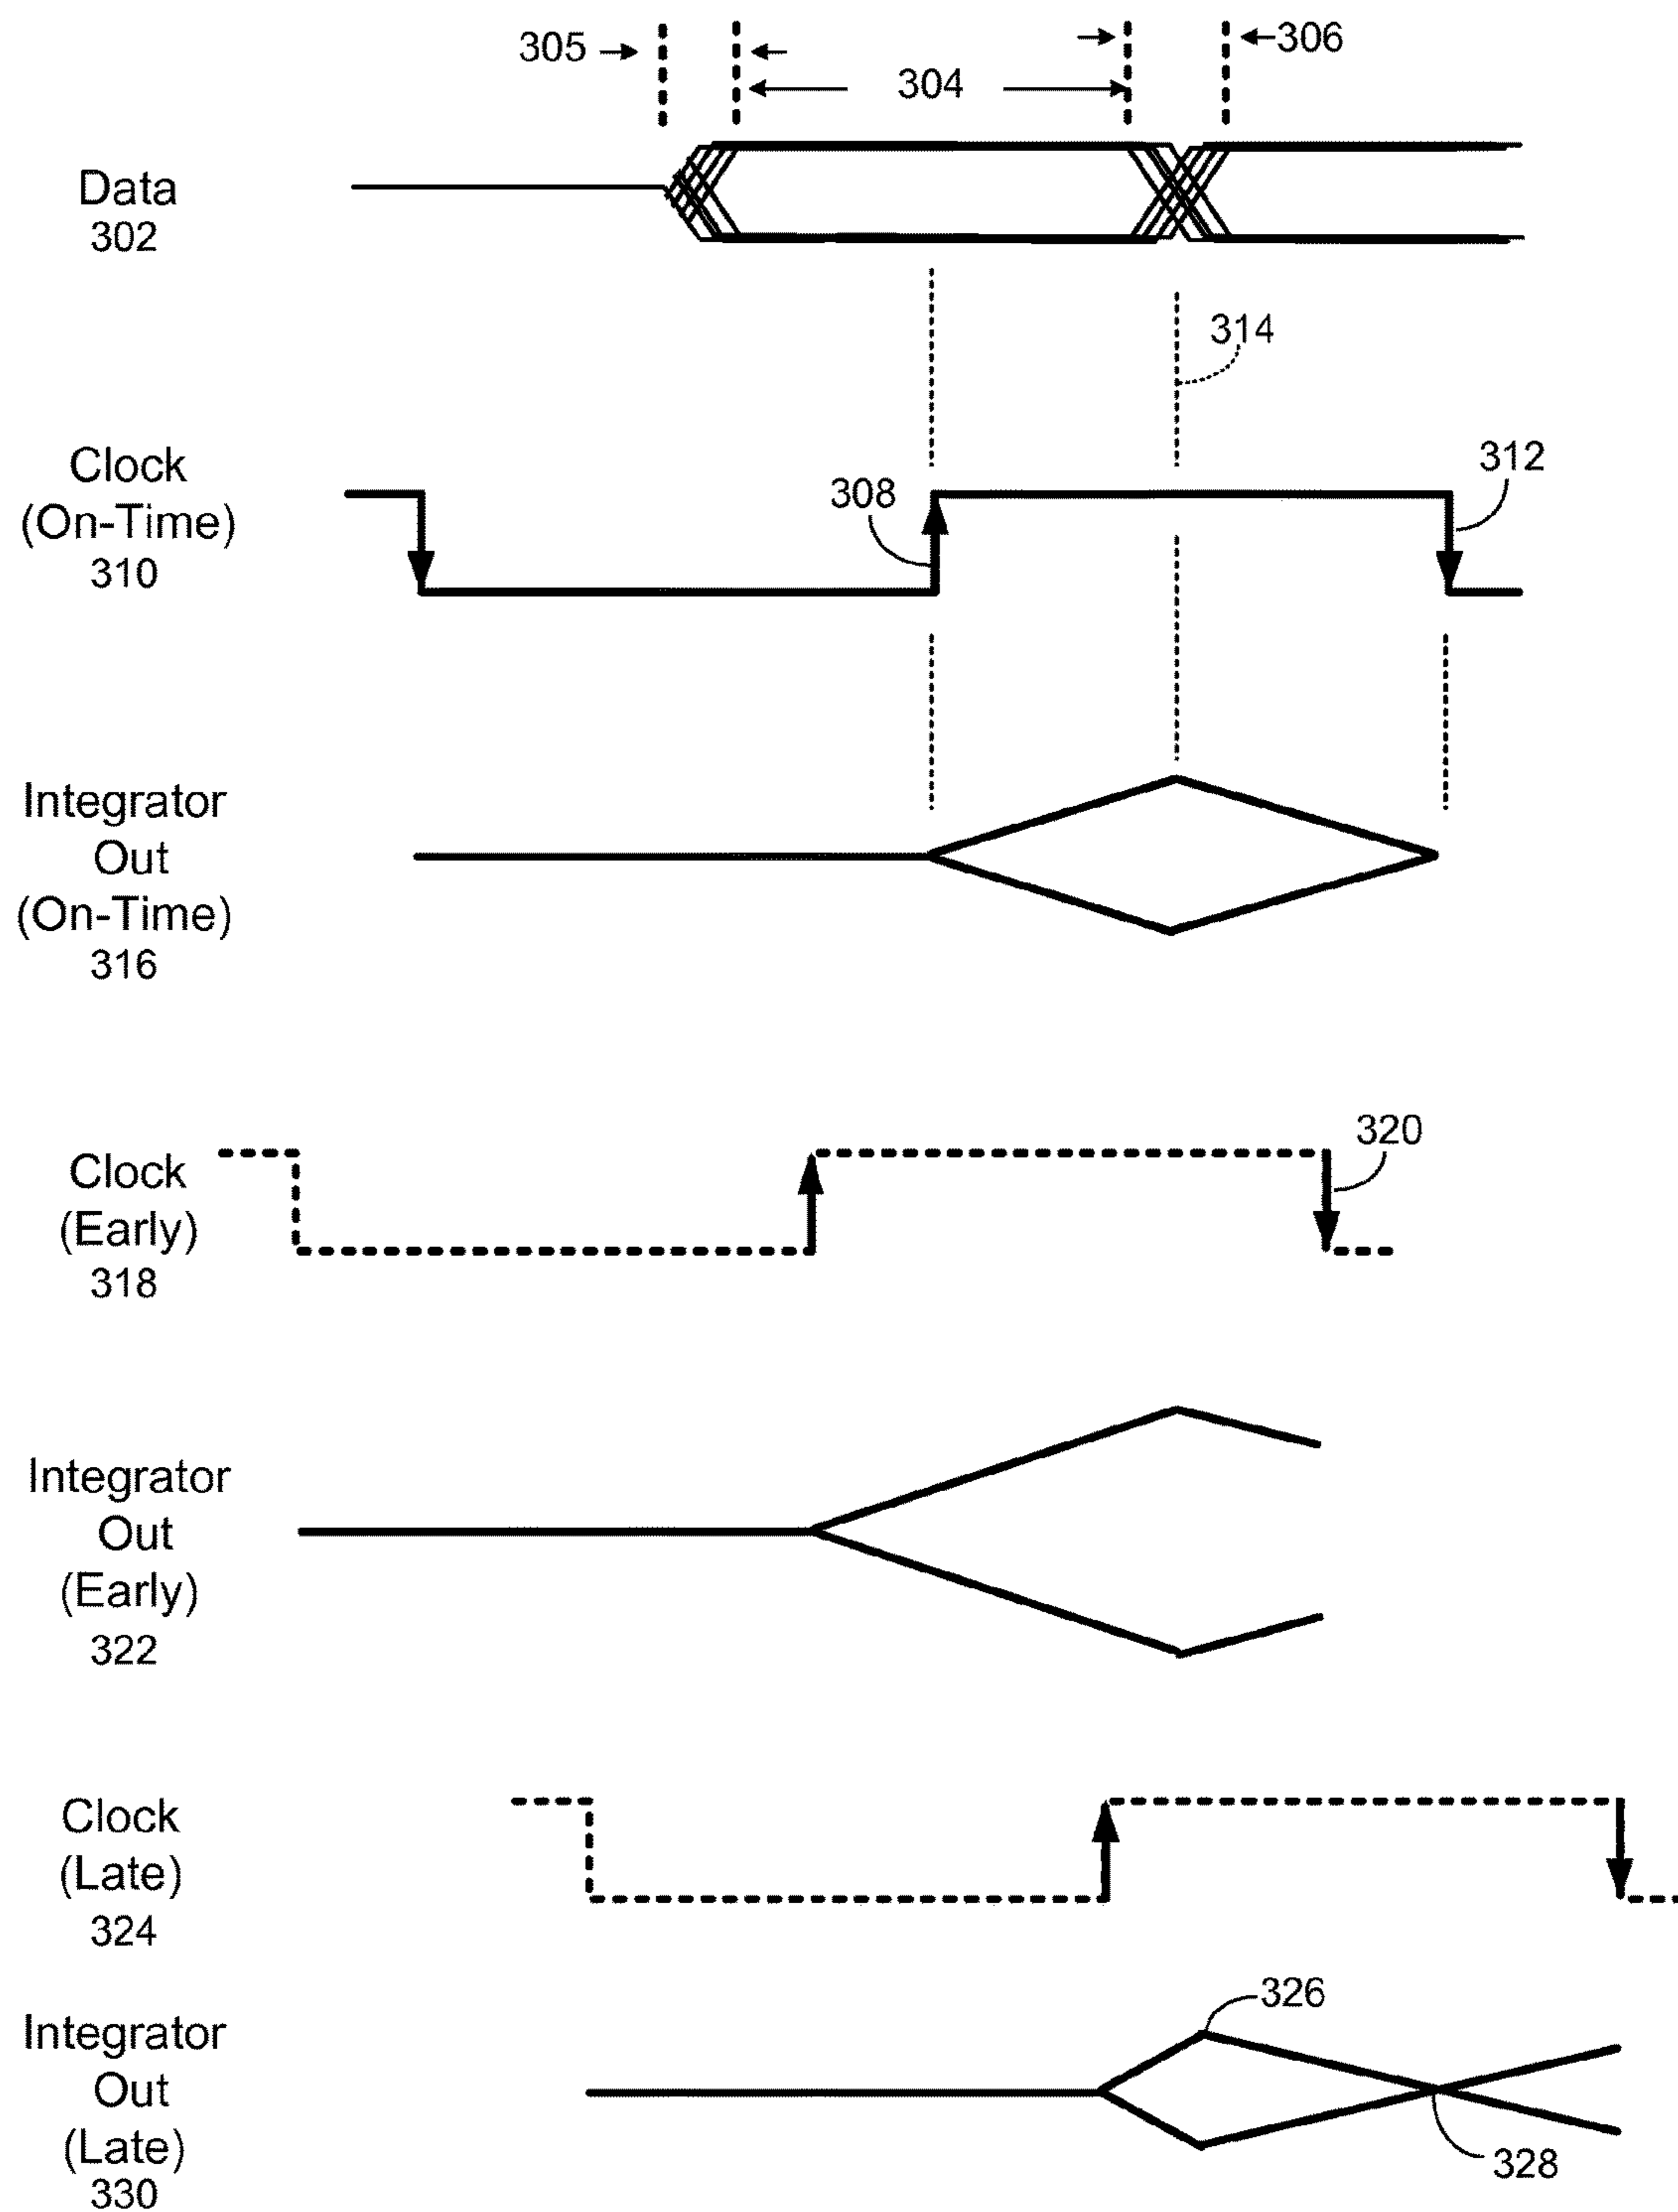 305
306
304
Data
302
314
Clock
(On-Time)
310
308
312
Integrator
Out
(On-Time)
316
Clock
(Early)
318
320
Integrator
Out
(Early)
322
Clock
(Late)
324
326
Integrator
Out
(Late)
330
328